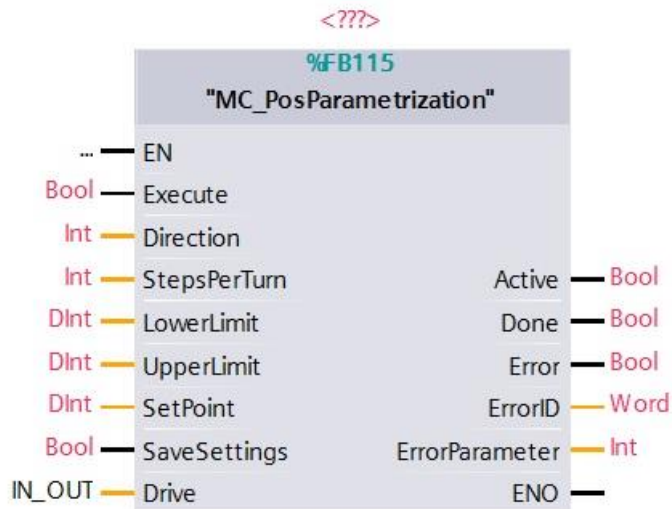 <???>
%FB115
"MC_PosParametrization"
... EN
Bool Execute
Int Direction
Int StepsPerTurn Active Bool
DInt LowerLimit Done Bool
DInt UpperLimit Error Bool
DInt SetPoint ErrorID Word
Bool SaveSettings ErrorParameter Int
IN_OUT Drive ENO